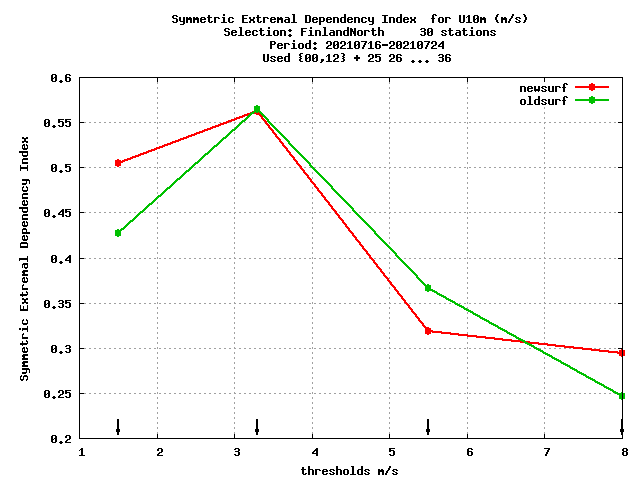 Symmetric Extremal Dependency Index  for U10m (m/s)
Selection: FinlandNorth     30 stations
Period: 20210716-20210724
Used {00,12} + 25 26 ... 36
newsurf
oldsurf
0.6
0.55
0.5
0.45
0.4
0.35
0.3
0.25
0.2
Symmetric Extremal Dependency Index
1 2 3 4 5 6 7 8
thresholds m/s